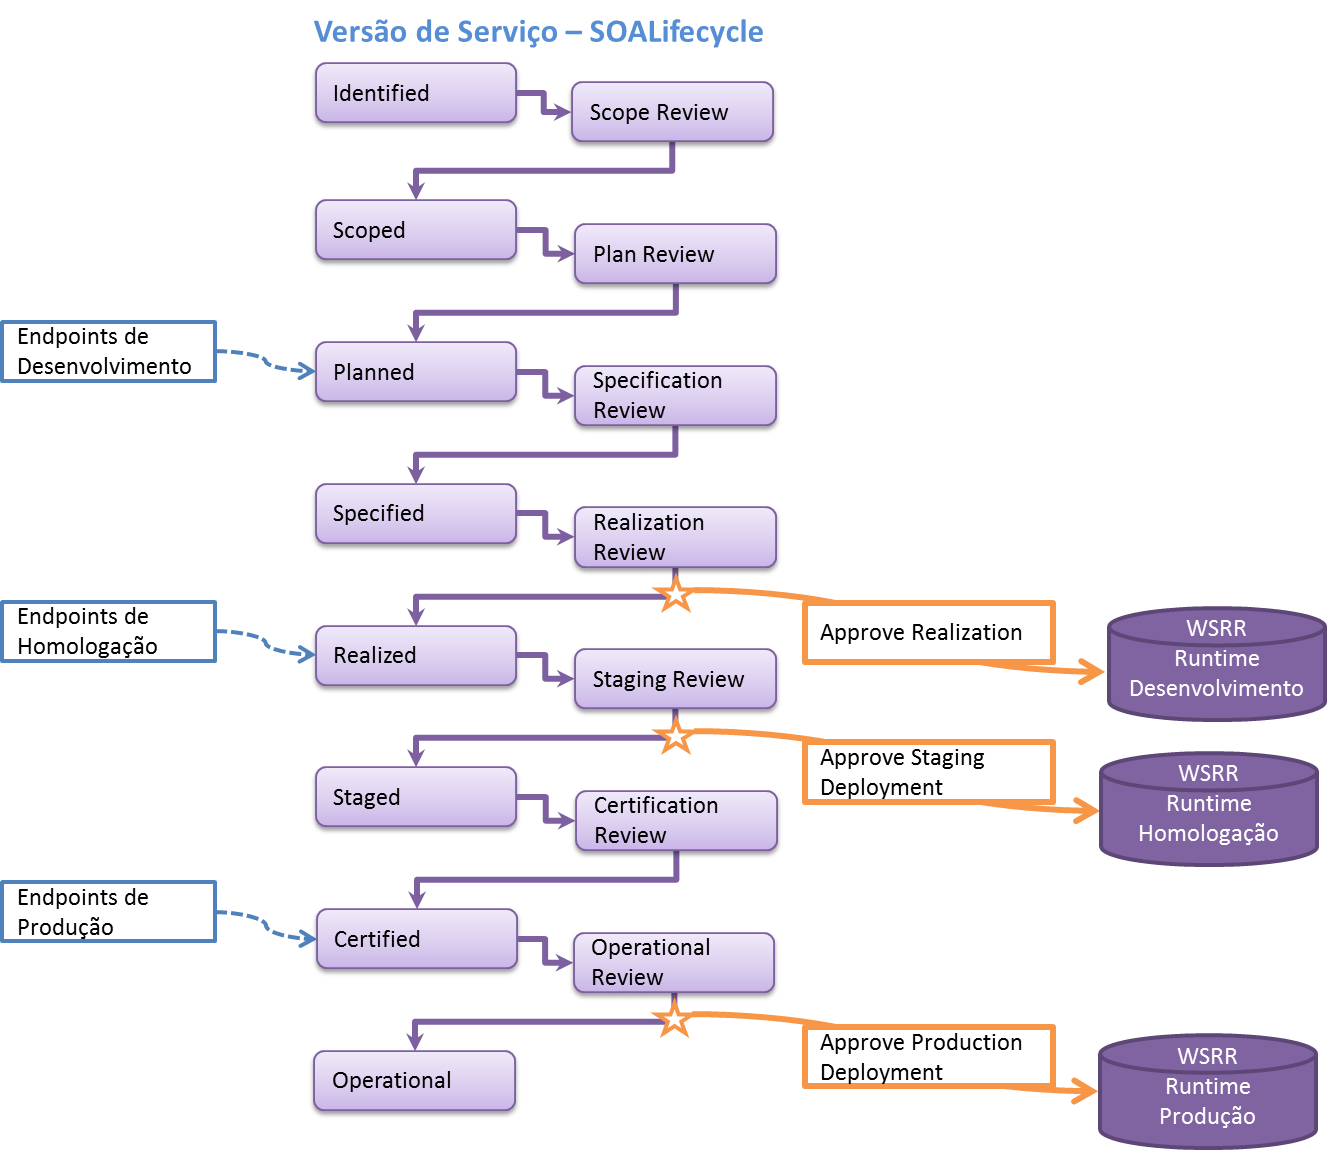 Versão de Serviço – SOALifecycle
Identified
Scope Review
Scoped
Plan Review
Endpoints de
Desenvolvimento
Planned
Specification
Review
Specified
Realization
Review
Endpoints de
Homologação
Realized
Approve Realization
WSRR
Runtime
Desenvolvimento
Staging Review
Staged
Approve Staging
Deployment
WSRR
Runtime
Homologação
Certification
Review
Endpoints de
Produção
Certified
Operational
Review
Operational
Approve Production
Deployment
WSRR
Runtime
Produção